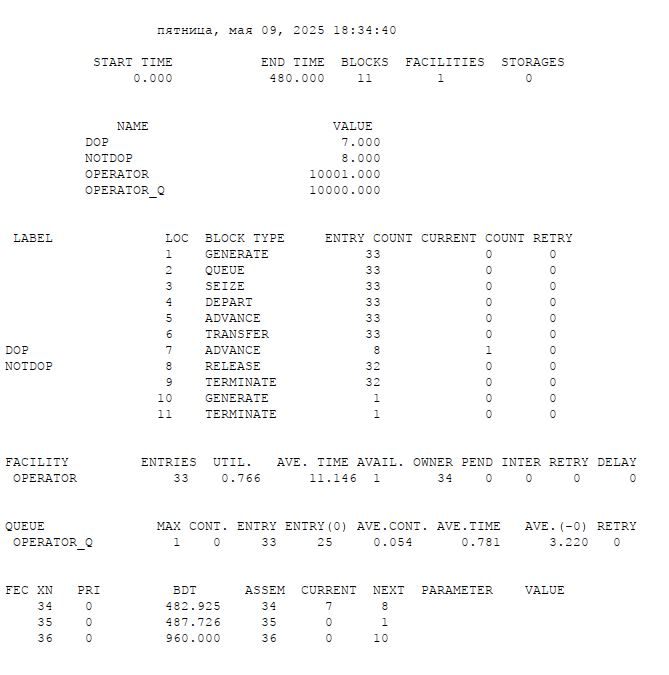 пятница, мая 09, 2025 18:34:40
START TIME END TIME BLOCKS FACILITIES STORAGES
0.000 480.000 11 1 0
NAME VALUE
DOP 7.000
NOTDOP 8.000
OPERATOR 10001.000
OPERATOR_Q 10000.000
LABEL LOC BLOCK TYPE ENTRY COUNT CURRENT COUNT RETRY
1 GENERATE 33 0 0
2 QUEUE 33 0 0
3 SEIZE 33 0 0
4 DEPART 33 0 0
5 ADVANCE 33 0 0
6 TRANSFER 33 0 0
DOP 7 ADVANCE 8 1 0
NOTDOP 8 RELEASE 32 0 0
9 TERMINATE 32 0 0
10 GENERATE 1 0 0
11 TERMINATE 1 0 0
FACILITY ENTRIES UTIL. AVE. TIME AVAIL. OWNER PEND INTER RETRY DELAY
OPERATOR 33 0.766 11.146 1 34 0 0 0 0
QUEUE MAX CONT. ENTRY ENTRY(0) AVE.CONT. AVE.TIME AVE.(-0) RETRY
OPERATOR_Q 1 0 33 25 0.054 0.781 3.220 0
FEC XN PRI BDT ASSEM CURRENT NEXT PARAMETER VALUE
34 0 482.925 34 7 8
35 0 487.726 35 0 1
36 0 960.000 36 0 10